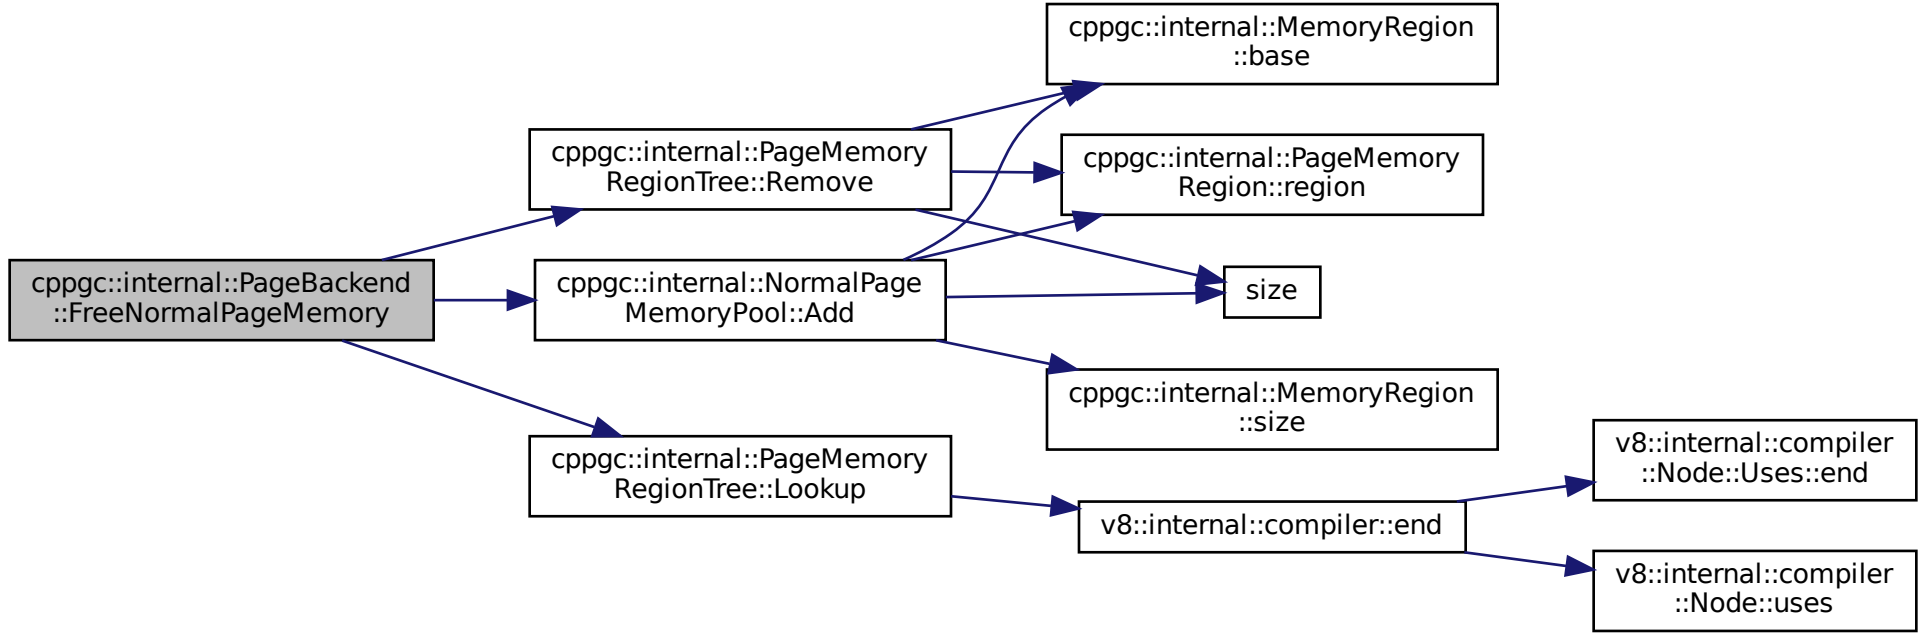 cppgc::internal::PageBackend
::FreeNormalPageMemory
cppgc::internal::PageMemory
RegionTree::Remove
cppgc::internal::NormalPage
MemoryPool::Add
cppgc::internal::PageMemory
RegionTree::Lookup
cppgc::internal::MemoryRegion
::base
cppgc::internal::PageMemory
Region::region
size
cppgc::internal::MemoryRegion
::size
v8::internal::compiler::end
v8::internal::compiler
::Node::Uses::end
v8::internal::compiler
::Node::uses